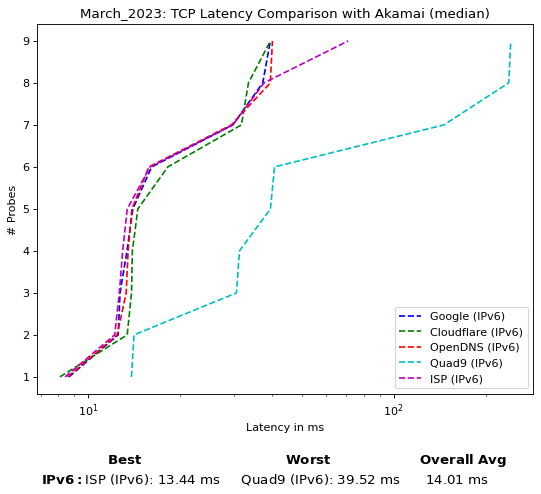 March_2023: TCP Latency Comparison with Akamai (median)
9
8
7
6
5
4
3
2
1
# Probes
Google (IPv6)
Cloudflare (IPv6)
OpenDNS (IPv6)
Quad9 (IPv6)
ISP (IPv6)
10¹ 10²
Latency in ms
Best Worst Overall Avg
IPv6: ISP (IPv6): 13.44 ms Quad9 (IPv6): 39.52 ms 14.01 ms